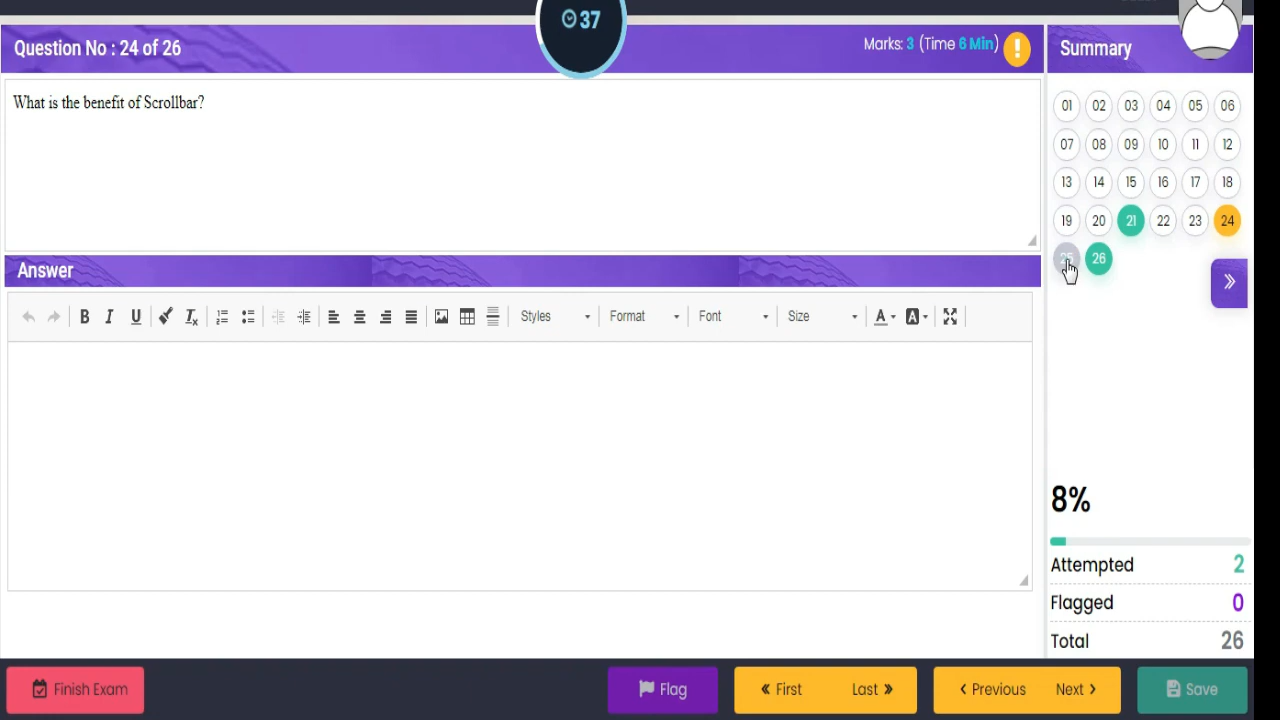 37
Question No : 24 of 26
Marks: 3 (Time 6 Min)
Summary
What is the benefit of Scrollbar?
01 02 03 04 05 06
07 08 09 10 11 12
13 14 15 16 17 18
19 20 21 22 23 24
25 26
Answer
B I U Styles Format Font Size A A
8%
Attempted 2
Flagged 0
Total 26
Finish Exam Flag First Last Previous Next Save